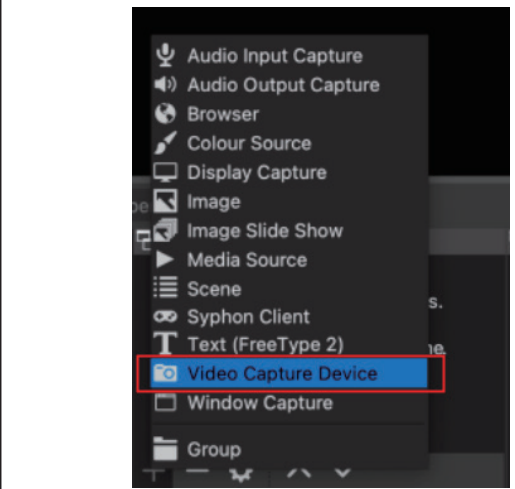 Audio Input Capture
Audio Output Capture
Browser
Colour Source
Display Capture
Image
Image Slide Show
Media Source
Scene
s.
Syphon Client
Text (FreeType 2)
Video Capture Device
Window Capture
Group